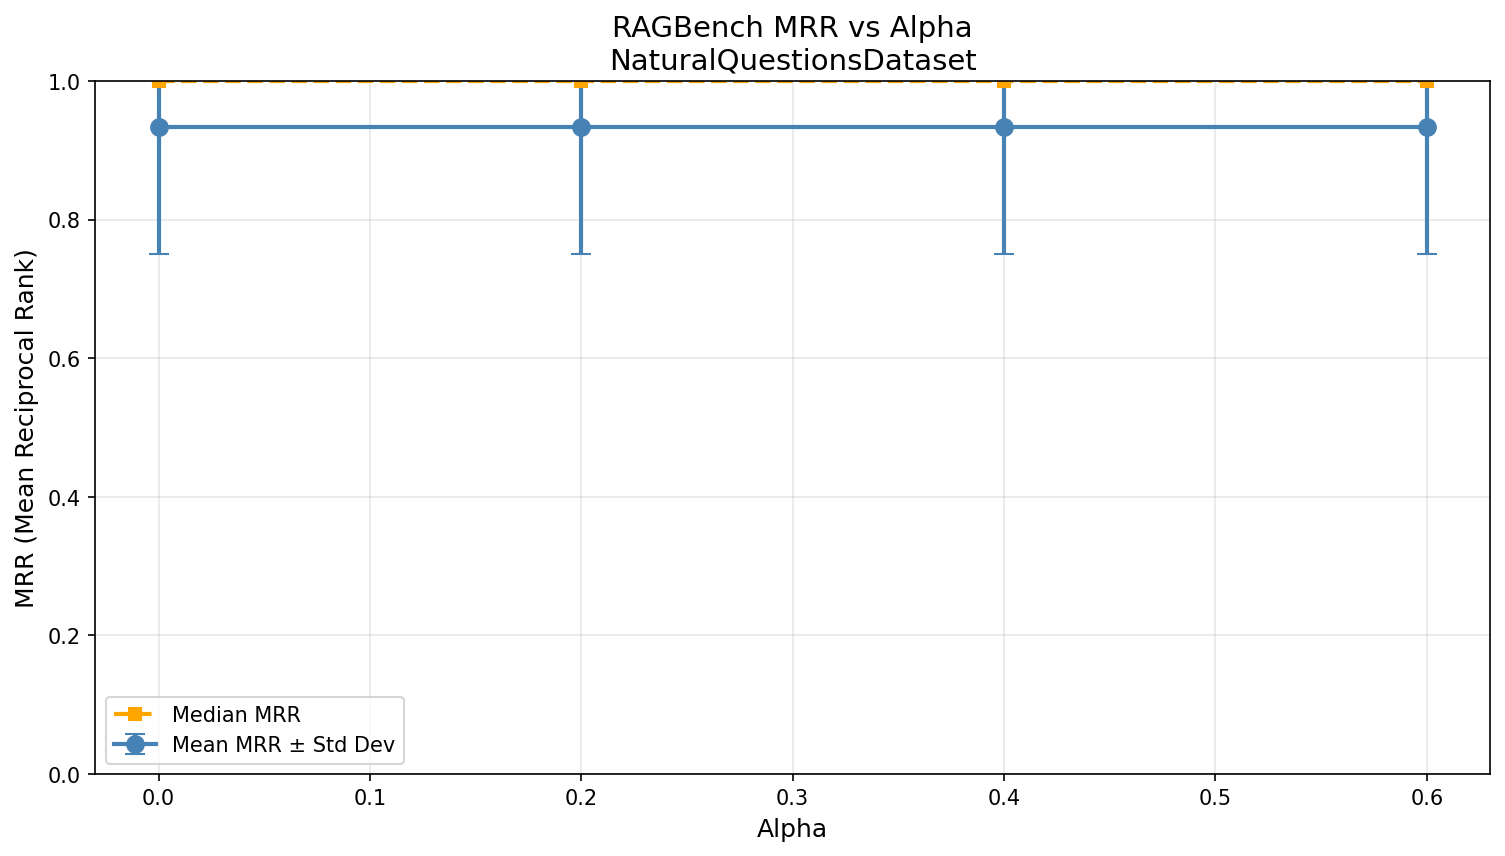 RAGBench MRR vs Alpha
NaturalQuestionsDataset
MRR (Mean Reciprocal Rank)
1.0
0.8
0.6
0.4
0.2
0.0
Median MRR
Mean MRR ± Std Dev
0.0 0.1 0.2 0.3 0.4 0.5 0.6
Alpha